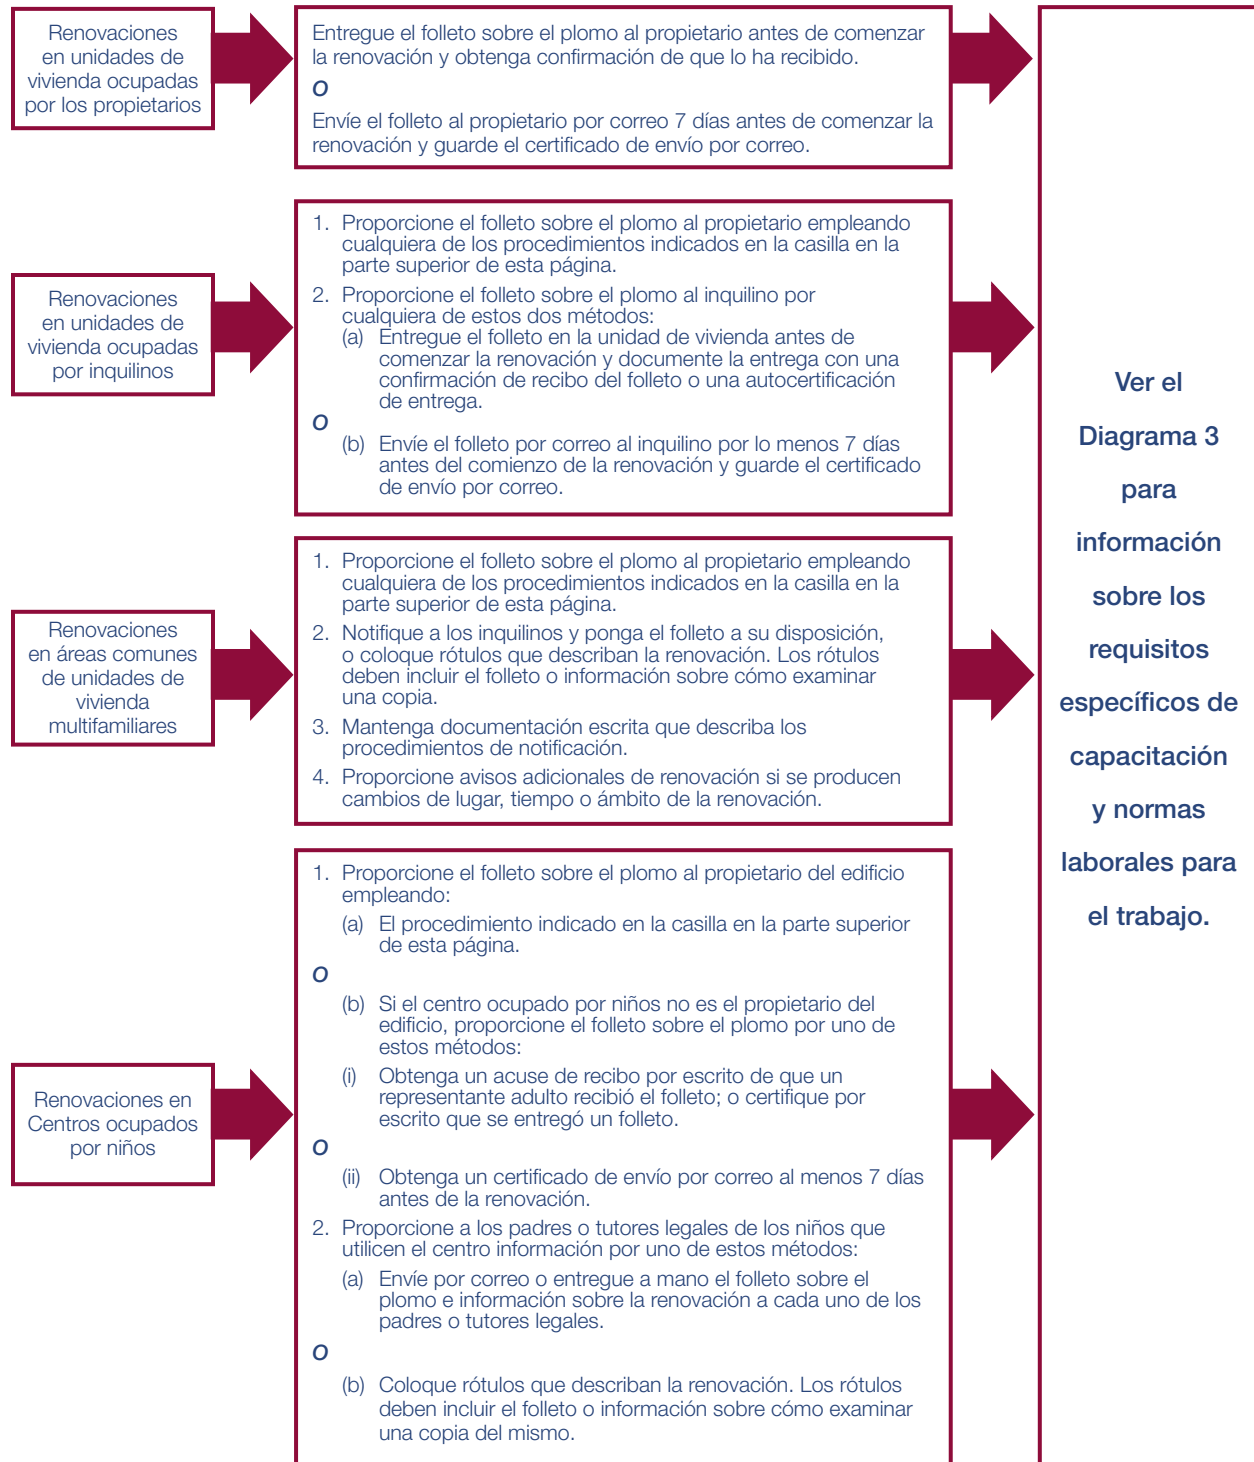 Renovaciones
en unidades de
vivienda ocupadas
por los propietarios
Entregue el folleto sobre el plomo al propietario antes de comenzar
la renovación y obtenga confirmación de que lo ha recibido.
O
Envíe el folleto al propietario por correo 7 días antes de comenzar la
renovación y guarde el certificado de envío por correo.
Renovaciones
en unidades de
vivienda ocupadas
por inquilinos
1. Proporcione el folleto sobre el plomo al propietario empleando
cualquiera de los procedimientos indicados en la casilla en la
parte superior de esta página.
2. Proporcione el folleto sobre el plomo al inquilino por
cualquiera de estos dos métodos:
(a) Entregue el folleto en la unidad de vivienda antes de
comenzar la renovación y documente la entrega con una
confirmación de recibo del folleto o una autocertificación
de entrega.
O
(b) Envíe el folleto por correo al inquilino por lo menos 7 días
antes del comienzo de la renovación y guarde el certificado
de envío por correo.
Renovaciones
en áreas comunes
de unidades de
vivienda
multifamiliares
1. Proporcione el folleto sobre el plomo al propietario empleando
cualquiera de los procedimientos indicados en la casilla en la
parte superior de esta página.
2. Notifique a los inquilinos y ponga el folleto a su disposición,
o coloque rótulos que describan la renovación. Los rótulos
deben incluir el folleto o información sobre cómo examinar
una copia.
3. Mantenga documentación escrita que describa los
procedimientos de notificación.
4. Proporcione avisos adicionales de renovación si se producen
cambios de lugar, tiempo o ámbito de la renovación.
Renovaciones en
Centros ocupados
por niños
1. Proporcione el folleto sobre el plomo al propietario del edificio
empleando:
(a) El procedimiento indicado en la casilla en la parte superior
de esta página.
O
(b) Si el centro ocupado por niños no es el propietario del
edificio, proporcione el folleto sobre el plomo por uno de
estos métodos:
(i) Obtenga un acuse de recibo por escrito de que un
representante adulto recibió el folleto; o certifique por
escrito que se entregó un folleto.
O
(ii) Obtenga un certificado de envío por correo al menos 7 días
antes de la renovación.
2. Proporcione a los padres o tutores legales de los niños que
utilicen el centro información por uno de estos métodos:
(a) Envíe por correo o entregue a mano el folleto sobre el
plomo e información sobre la renovación a cada uno de los
padres o tutores legales.
O
(b) Coloque rótulos que describan la renovación. Los rótulos
deben incluir el folleto o información sobre cómo examinar
una copia del mismo.
Ver el
Diagrama 3
para
información
sobre los
requisitos
específicos de
capacitación
y normas
laborales para
el trabajo.